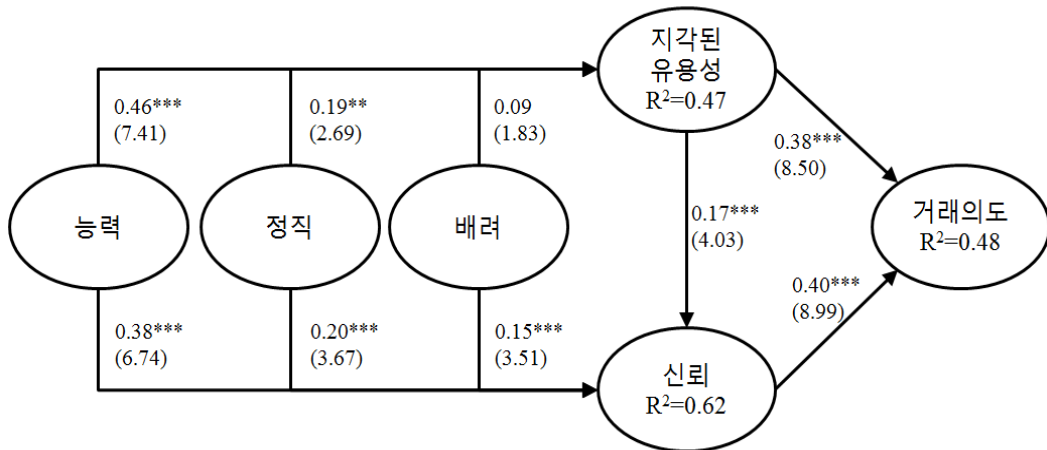 지각된
유용성
R²=0.47
0.46***
(7.41)
0.19**
(2.69)
0.09
(1.83)
0.38***
(8.50)
능력
정직
배려
0.17***
(4.03)
거래의도
R²=0.48
0.38***
(6.74)
0.20***
(3.67)
0.15***
(3.51)
0.40***
(8.99)
신뢰
R²=0.62